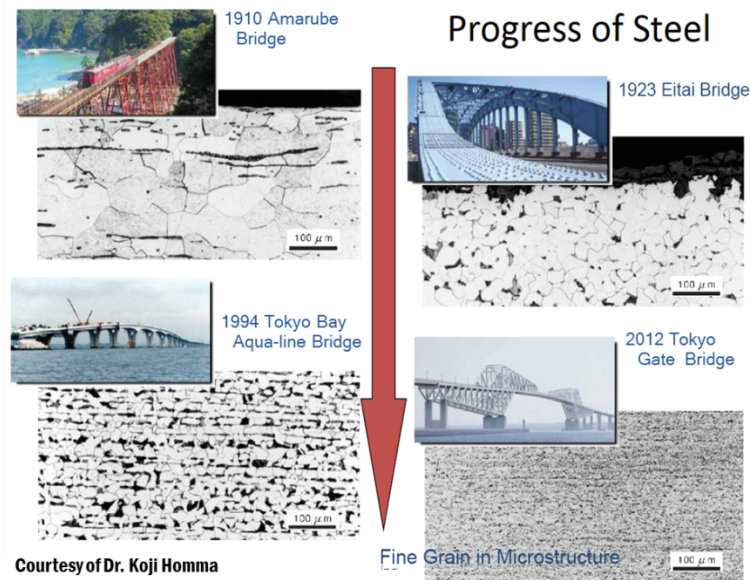 Progress of Steel
1910 Amarube
Bridge
100 μm
1923 Eitai Bridge
100 μm
1994 Tokyo Bay
Aqua-line Bridge
100 μm
2012 Tokyo
Gate Bridge
100 μm
Fine Grain in Microstructure
Courtesy of Dr. Koji Homma